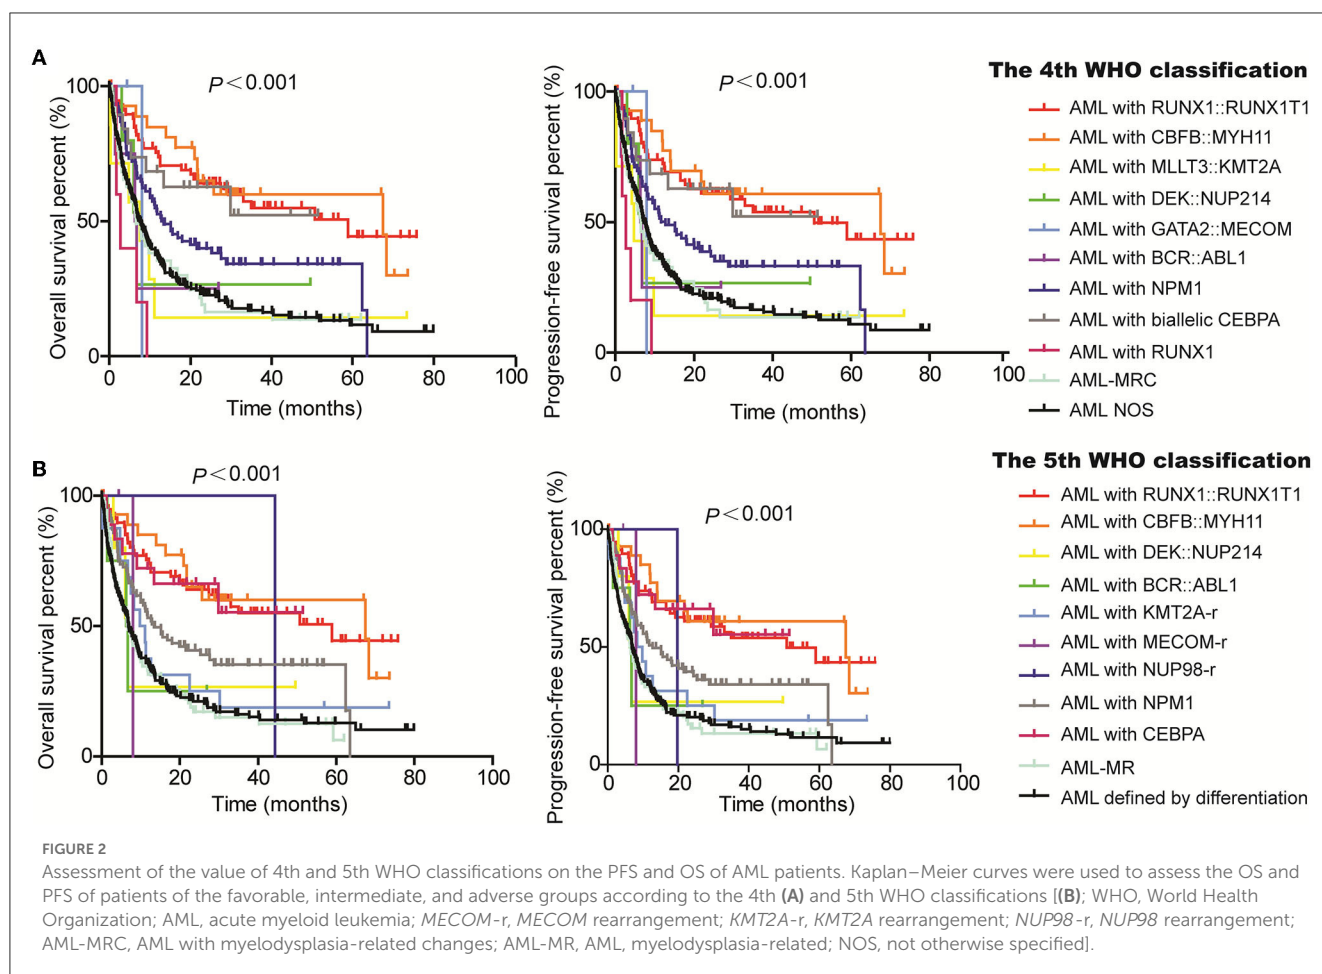 A
P<0.001
Overall survival percent (%)
100
50
0
0 20 40 60 80 100
Time (months)
P<0.001
Progression-free survival percent (%)
100
50
0
0 20 40 60 80 100
Time (months)
The 4th WHO classification
AML with RUNX1::RUNX1T1
AML with CBFB::MYH11
AML with MLLT3::KMT2A
AML with DEK::NUP214
AML with GATA2::MECOM
AML with BCR::ABL1
AML with NPM1
AML with biallelic CEBPA
AML with RUNX1
AML-MRC
AML NOS
B
P<0.001
Overall survival percent (%)
100
50
0
0 20 40 60 80 100
Time (months)
P<0.001
Progression-free survival percent (%)
100
50
0
0 20 40 60 80 100
Time (months)
The 5th WHO classification
AML with RUNX1::RUNX1T1
AML with CBFB::MYH11
AML with DEK::NUP214
AML with BCR::ABL1
AML with KMT2A-r
AML with MECOM-r
AML with NUP98-r
AML with NPM1
AML with CEBPA
AML-MR
AML defined by differentiation
FIGURE 2
Assessment of the value of 4th and 5th WHO classifications on the PFS and OS of AML patients. Kaplan–Meier curves were used to assess the OS and
PFS of patients of the favorable, intermediate, and adverse groups according to the 4th (A) and 5th WHO classifications [(B); WHO, World Health
Organization; AML, acute myeloid leukemia; MECOM-r, MECOM rearrangement; KMT2A-r, KMT2A rearrangement; NUP98-r, NUP98 rearrangement;
AML-MRC, AML with myelodysplasia-related changes; AML-MR, AML, myelodysplasia-related; NOS, not otherwise specified].